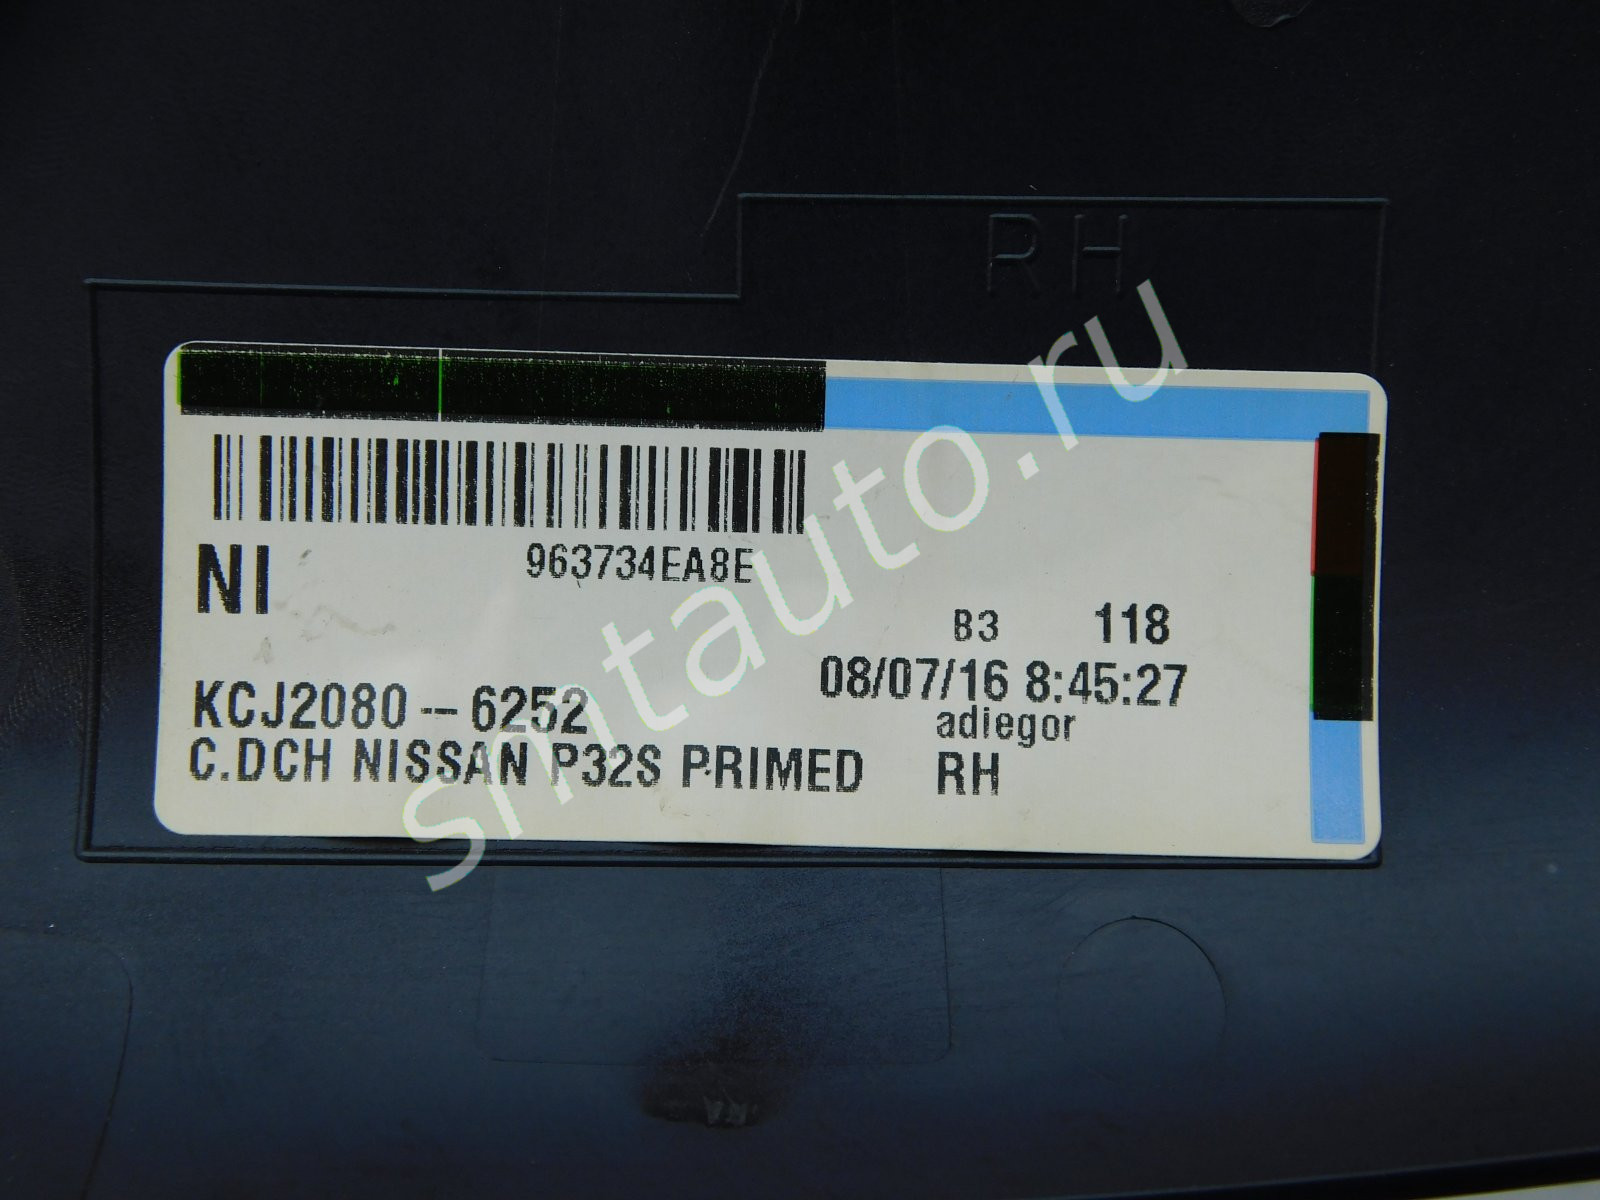 RH
NI
963734EA8E
B3 118
08/07/16 8:45:27
KCJ2080--6252
adiegor
C.DCH NISSAN P32S PRIMED RH
smtauto.ru